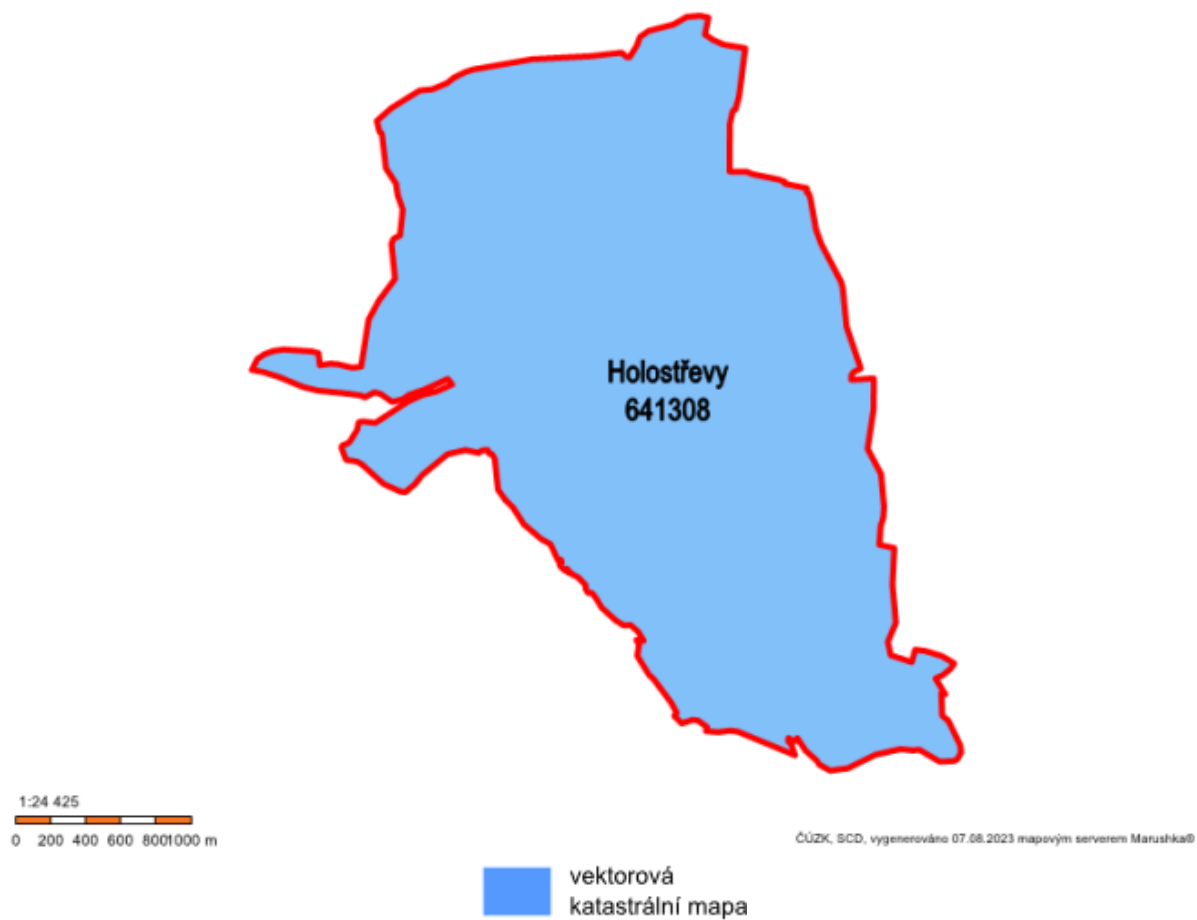 Holostřevy
641308
1:24 425
0 200 400 600 8001000 m
ČÚZK, SCD, vygenerováno 07.08.2023 mapovým serverem Marushka®
vektorová
katastrální mapa